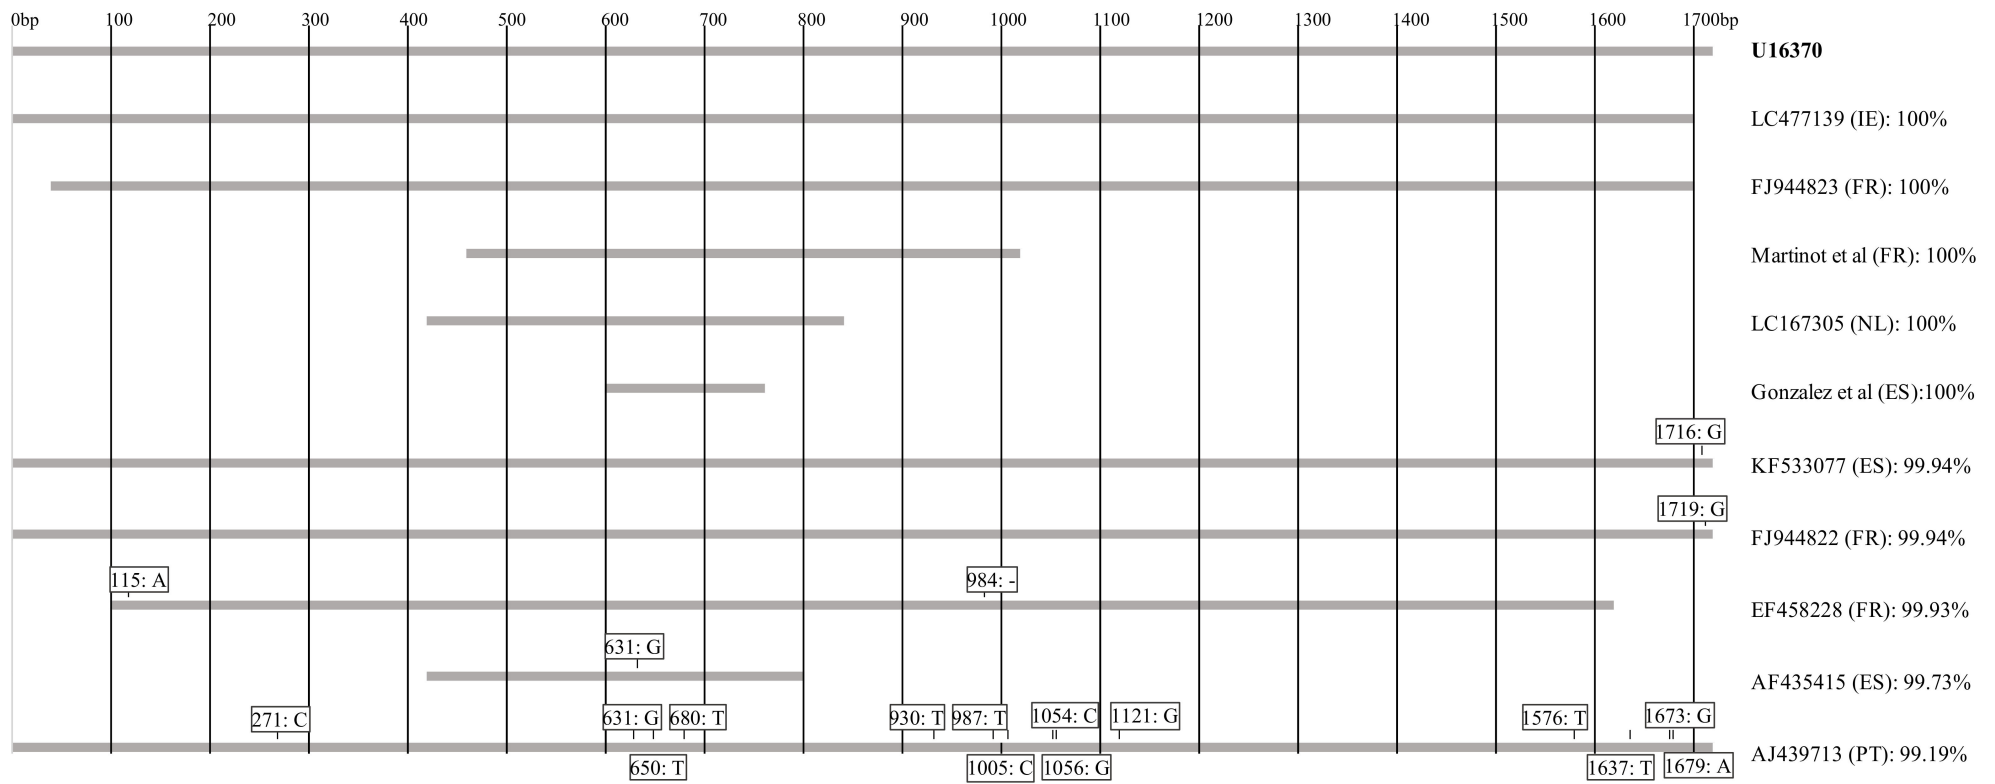 0bp 100 200 300 400 500 600 700 800 900 1000 1100 1200 1300 1400 1500 1600 1700bp
U16370
LC477139 (IE): 100%
FJ944823 (FR): 100%
Martinot et al (FR): 100%
LC167305 (NL): 100%
Gonzalez et al (ES):100%
1716: G
KF533077 (ES): 99.94%
1719: G
FJ944822 (FR): 99.94%
115: A 984: -
EF458228 (FR): 99.93%
631: G
AF435415 (ES): 99.73%
271: C 631: G 680: T 930: T 987: T 1054: C 1121: G 1576: T 1673: G
AJ439713 (PT): 99.19%
650: T 1005: C 1056: G 1637: T 1679: A